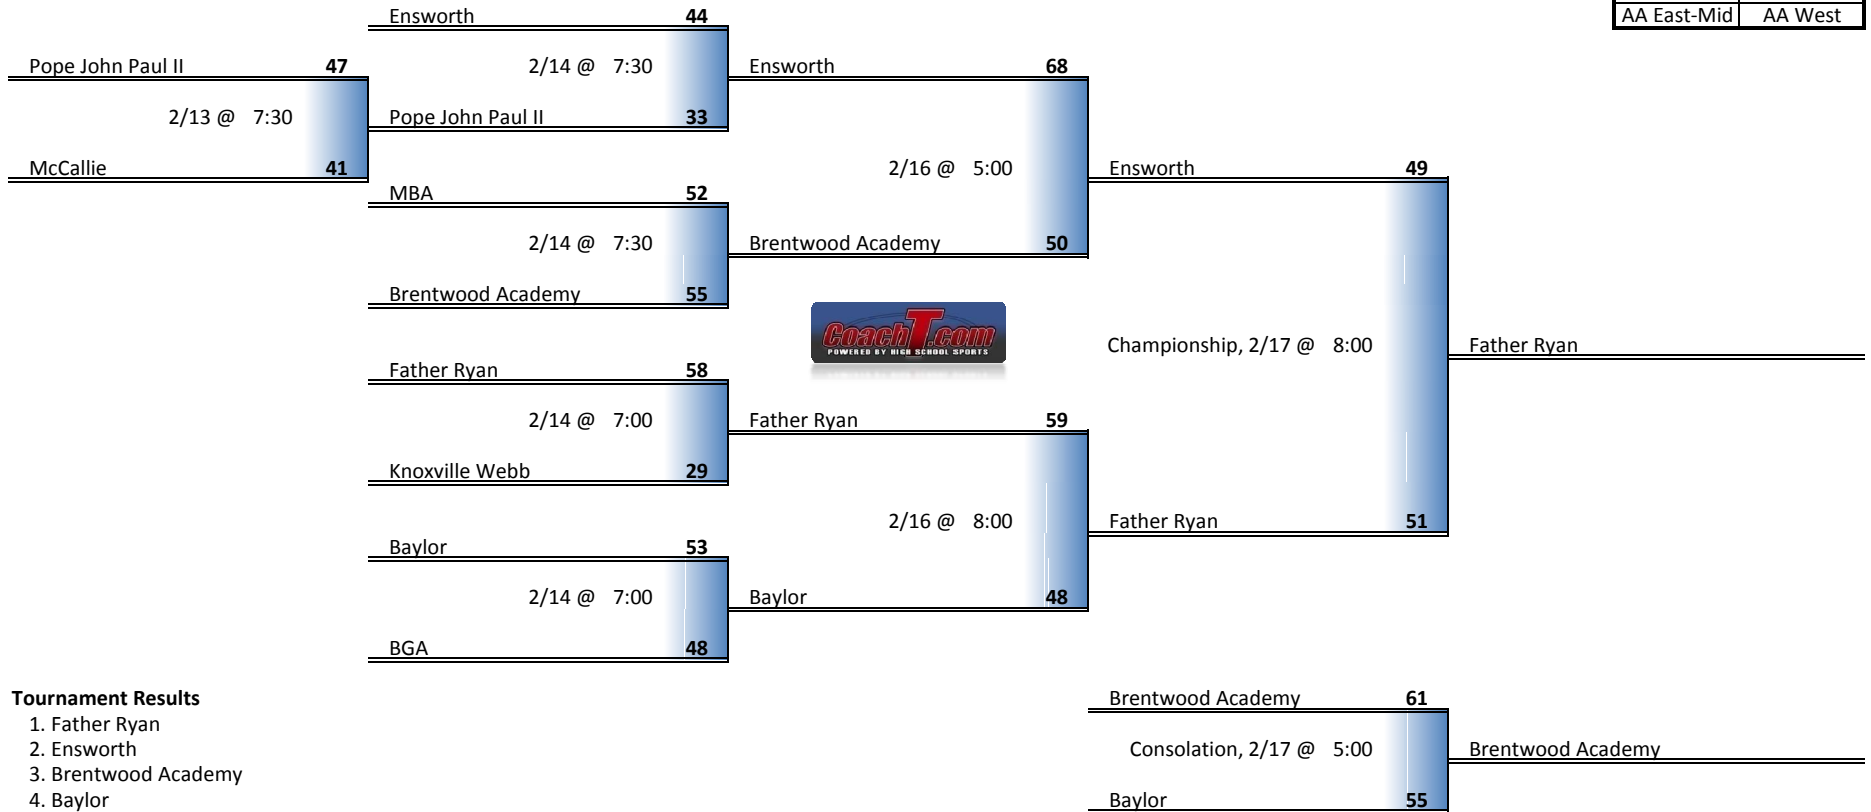 AA East-Mid AA West
Ensworth 44
Pope John Paul II 47
2/14 @ 7:30
Ensworth 68
2/13 @ 7:30
Pope John Paul II 33
McCallie 41
2/16 @ 5:00
Ensworth 49
MBA 52
2/14 @ 7:30
Brentwood Academy 50
Brentwood Academy 55
CoachT.com
POWERED BY HIGH SCHOOL SPORTS
Championship, 2/17 @ 8:00
Father Ryan
Father Ryan 58
2/14 @ 7:00
Father Ryan 59
Knoxville Webb 29
2/16 @ 8:00
Father Ryan 51
Baylor 53
2/14 @ 7:00
Baylor 48
BGA 48
Tournament Results
1. Father Ryan
2. Ensworth
3. Brentwood Academy
4. Baylor
Brentwood Academy 61
Consolation, 2/17 @ 5:00
Brentwood Academy
Baylor 55